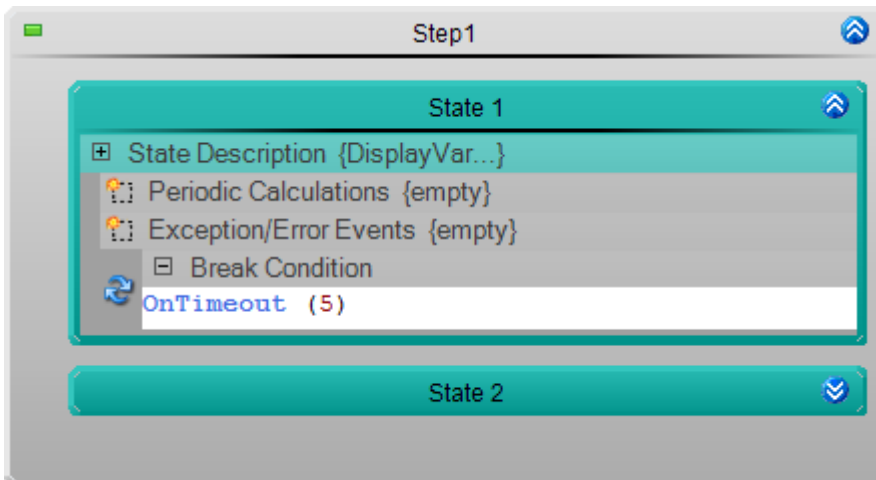 Step1
State 1
State Description {DisplayVar...}
Periodic Calculations {empty}
Exception/Error Events {empty}
Break Condition
OnTimeout (5)
State 2